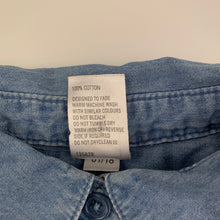 100% COTTON
DESIGNED TO FADE
WARM MACHINE WASH
WITH SIMILAR COLOURS
DO NOT BLEACH
DO NOT TUMBLE DRY
WARM IRON ON REVERSE
SIDE IF REQUIRED
DO NOT DRYCLEAN